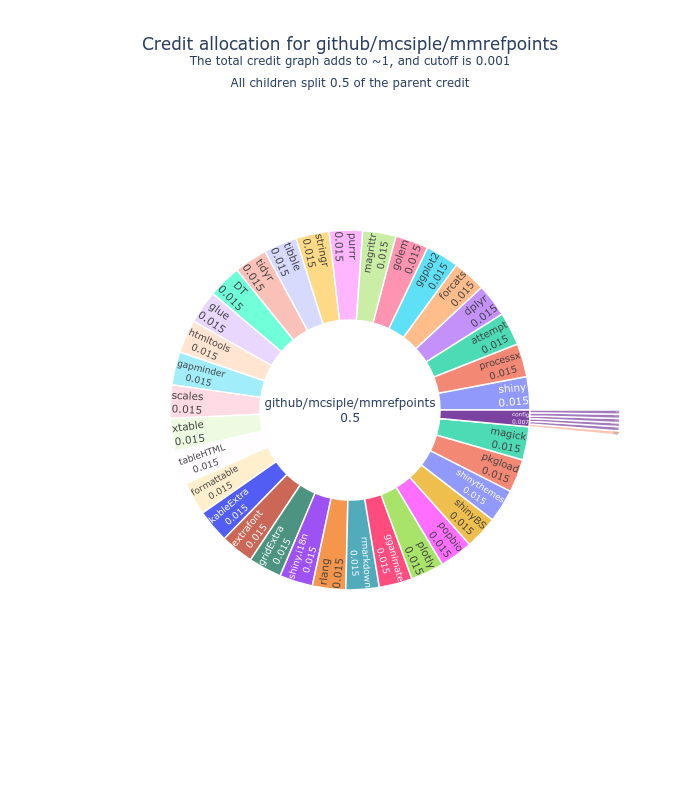 Credit allocation for github/mcsiple/mmrefpoints
The total credit graph adds to ~1, and cutoff is 0.001
All children split 0.5 of the parent credit
github/mcsiple/mmrefpoints
0.5
shiny
0.015
processx
0.015
attempt
0.015
dplyr
0.015
forcats
0.015
ggplot2
0.015
golem
0.015
magrittr
0.015
purrr
0.015
stringr
0.015
tibble
0.015
tidyr
0.015
DT
0.015
glue
0.015
htmltools
0.015
gapminder
0.015
scales
0.015
xtable
0.015
tableHTML
0.015
formattable
0.015
kableExtra
0.015
extrafont
0.015
gridExtra
0.015
shiny.i18n
0.015
rlang
0.015
rmarkdown
0.015
gganimate
0.015
plotly
0.015
popbio
0.015
shinyBS
0.015
shinythemes
0.015
pkgload
0.015
magick
0.015
config
0.007